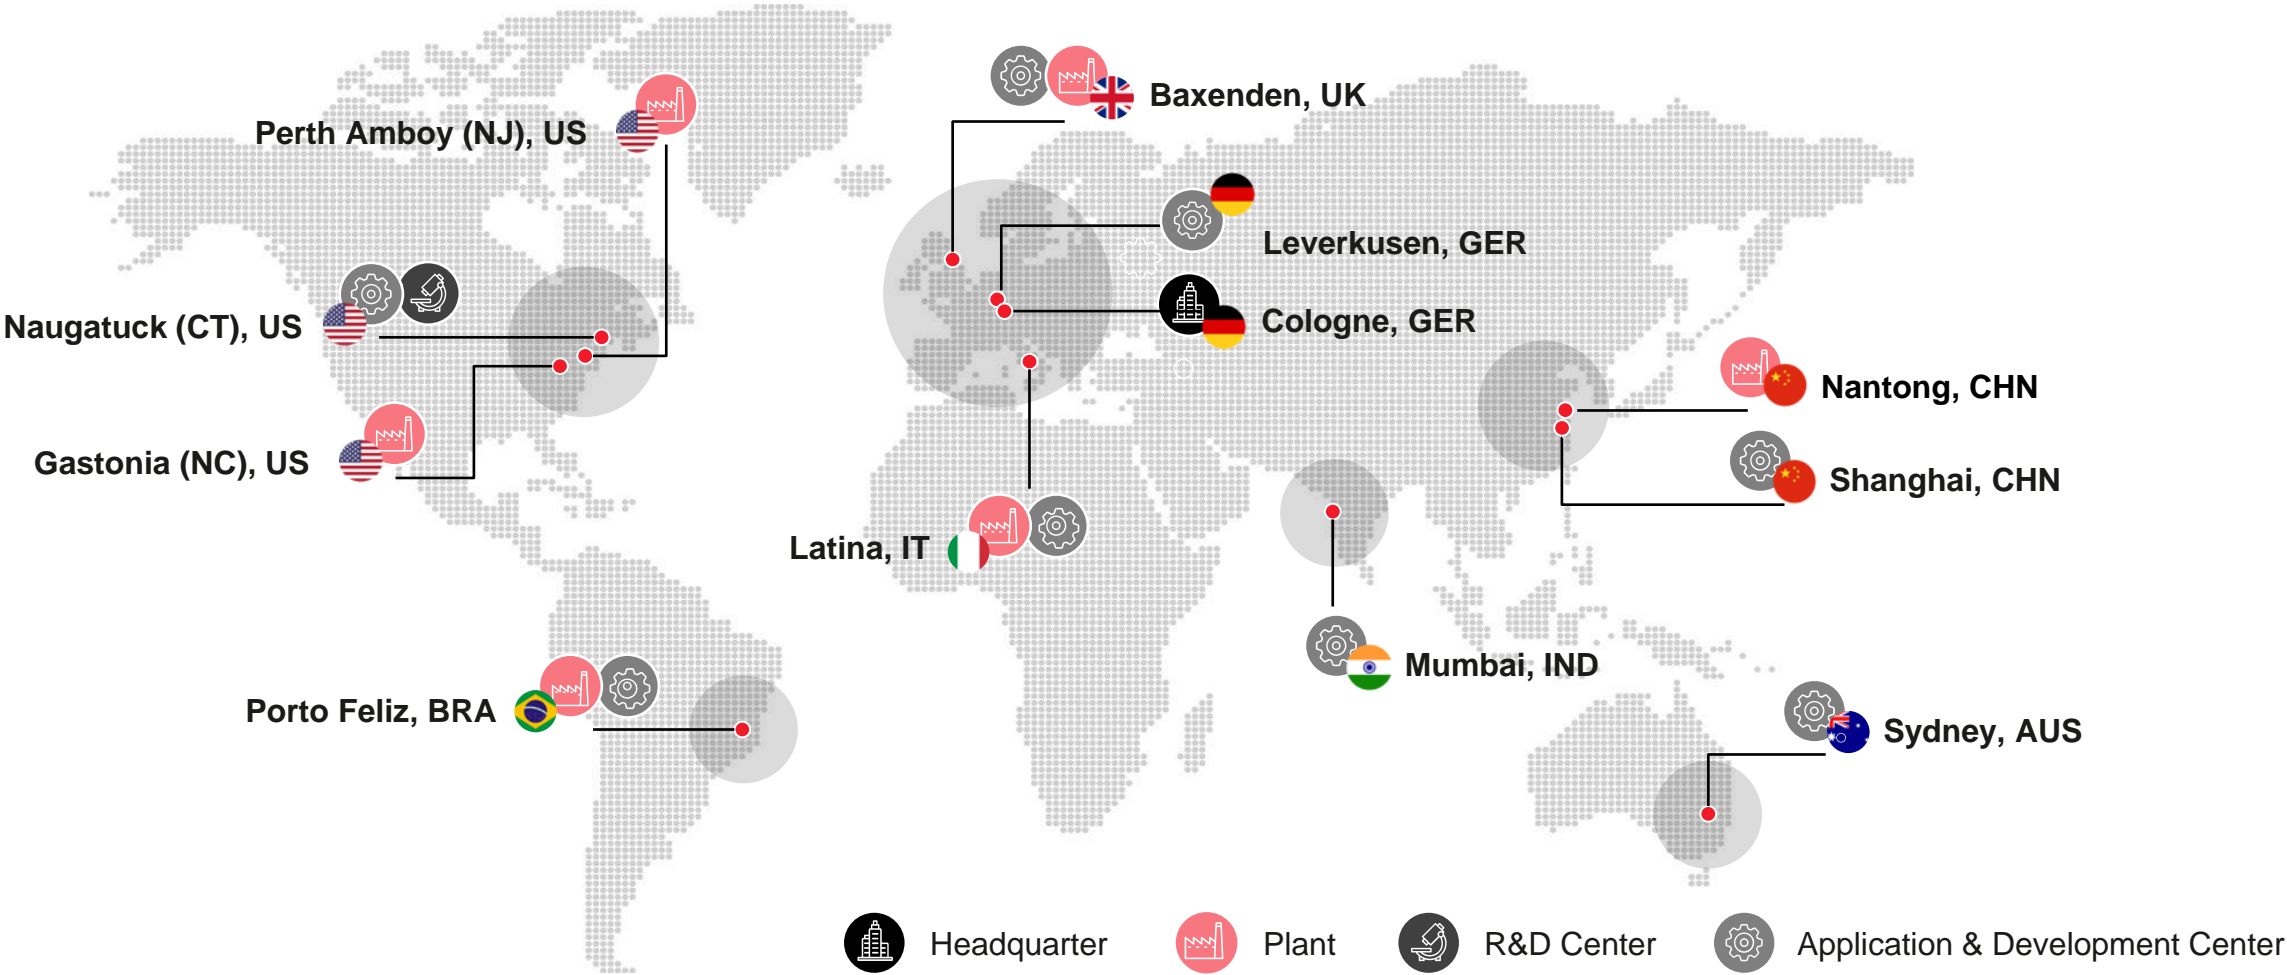 Baxenden, UK
Perth Amboy (NJ), US
Leverkusen, GER
Naugatuck (CT), US
Cologne, GER
Nantong, CHN
Gastonia (NC), US
Shanghai, CHN
Latina, IT
Mumbai, IND
Porto Feliz, BRA
Sydney, AUS
Headquarter
Plant
R&D Center
Application & Development Center